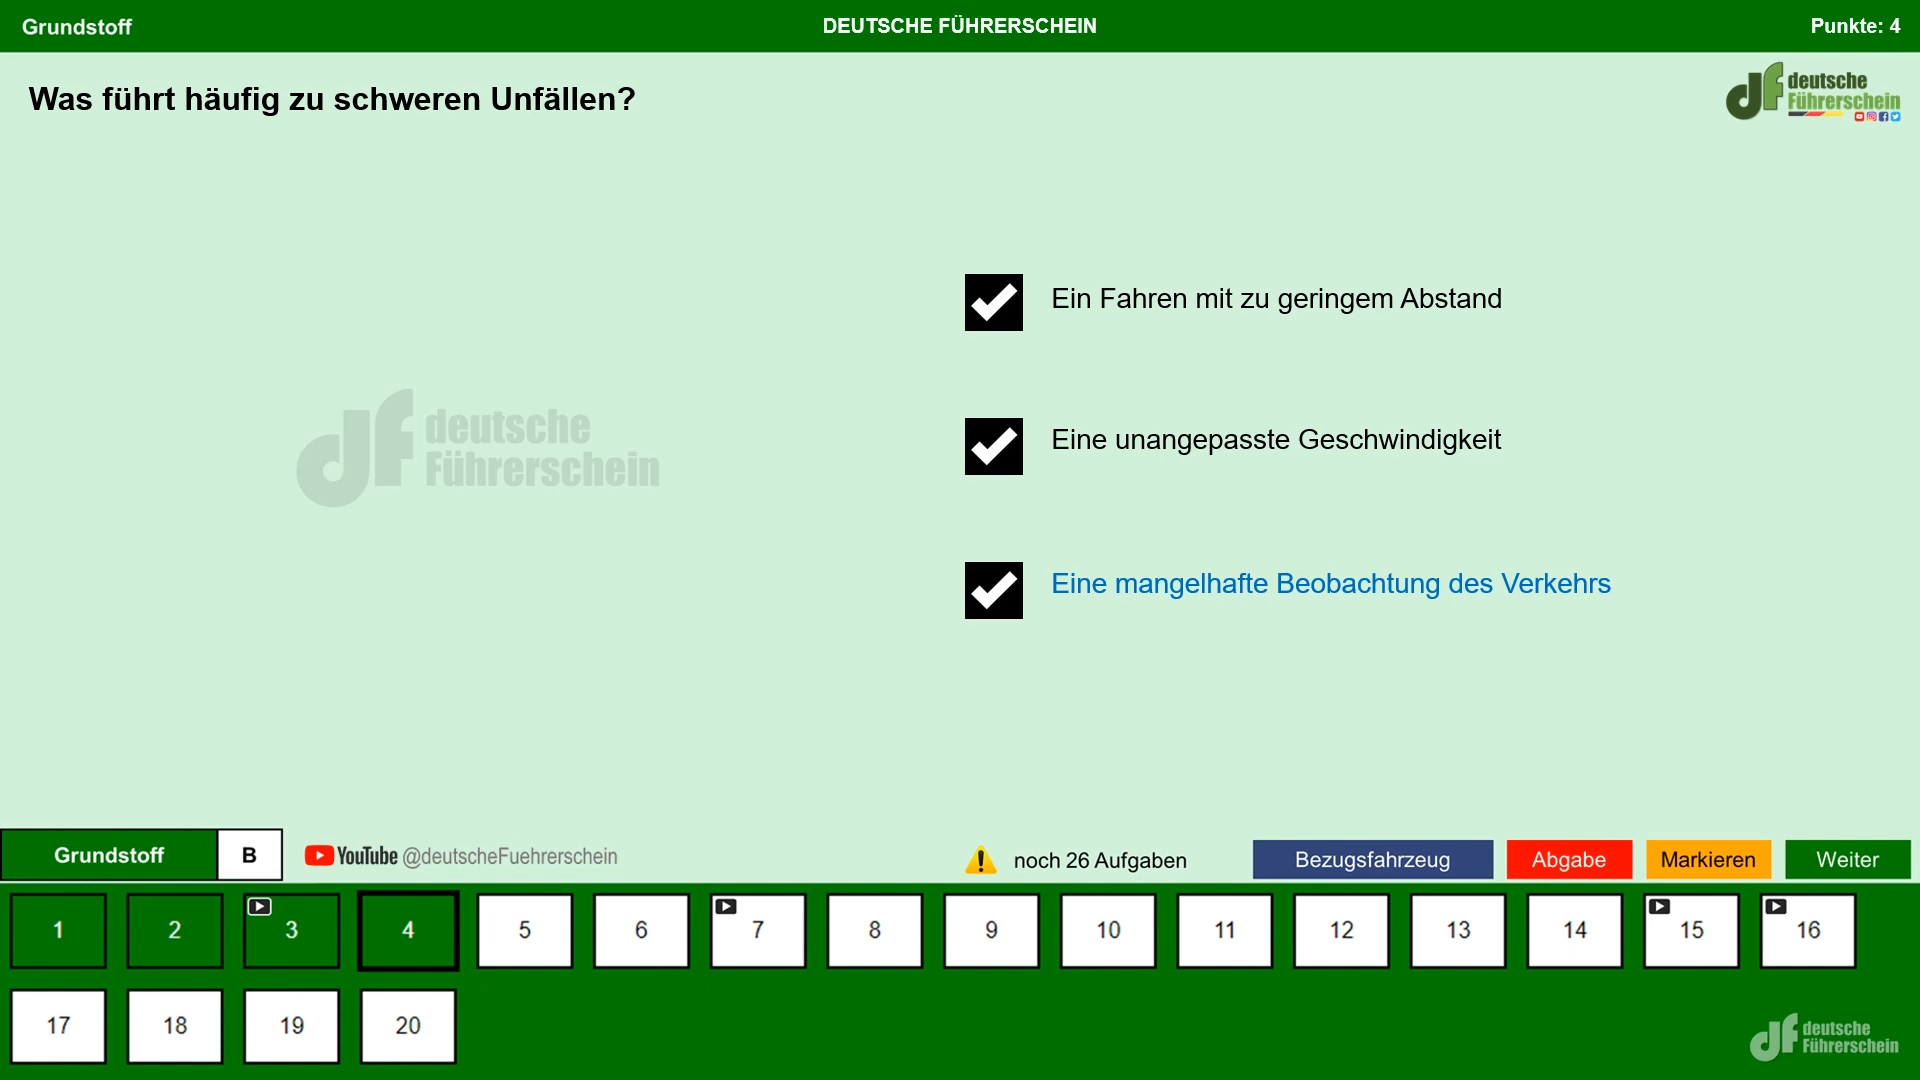 Grundstoff
DEUTSCHE FÜHRERSCHEIN
Punkte: 4
Was führt häufig zu schweren Unfällen?
df deutsche
Führerschein
Ein Fahren mit zu geringem Abstand
Eine unangepasste Geschwindigkeit
df deutsche
Führerschein
Eine mangelhafte Beobachtung des Verkehrs
Grundstoff
B
YouTube @deutscheFuehrerschein
noch 26 Aufgaben
Bezugsfahrzeug
Abgabe
Markieren
Weiter
1 2 3 4 5 6 7 8 9 10 11 12 13 14 15 16
17 18 19 20
df deutsche
Führerschein